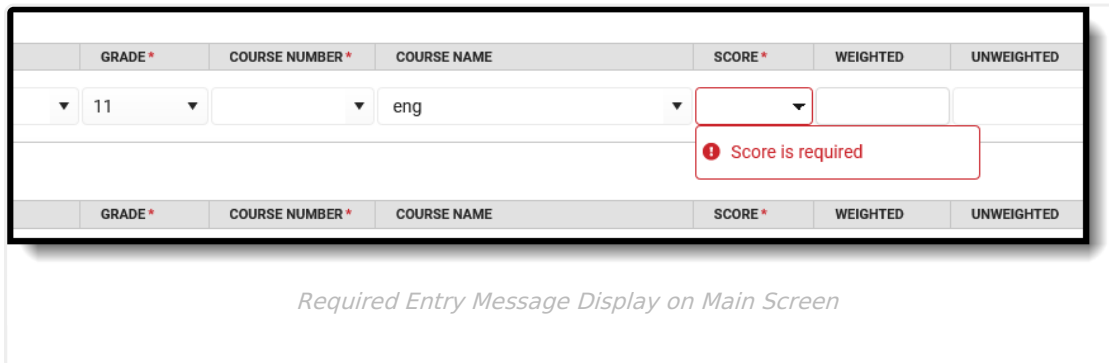 GRADE * COURSE NUMBER * COURSE NAME SCORE * WEIGHTED UNWEIGHTED
11 eng
Score is required
GRADE * COURSE NUMBER * COURSE NAME SCORE * WEIGHTED UNWEIGHTED
Required Entry Message Display on Main Screen